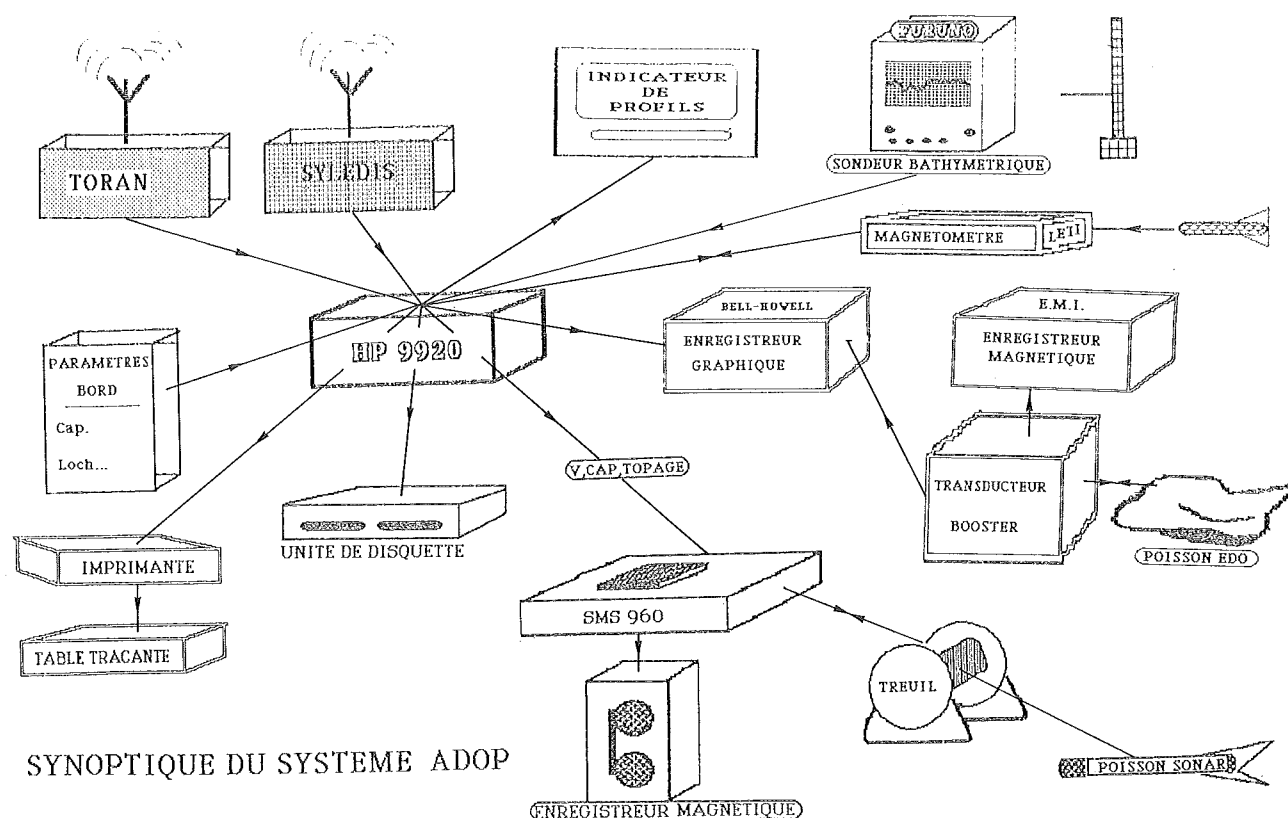 FURUNO
INDICATEUR
DE
PROFILS
SONDEUR BATHYMETRIQUE
TORAN
SYLEDIS
MAGNETOMETRE
LETI
BELL-HOWELL
ENREGISTREUR
GRAPHIQUE
E.M.I.
ENREGISTREUR
MAGNETIQUE
HP 9920
PARAMETRES
BORD
Cap.
Loch...
V,CAP,TOPAGE
TRANSDUCTEUR
BOOSTER
POISSON EDO
UNITE DE DISQUETTE
IMPRIMANTE
TABLE TRACANTE
SMS 960
TREUIL
POISSON SONAR
SYNOPTIQUE DU SYSTEME ADOP
ENREGISTREUR MAGNETIQUE